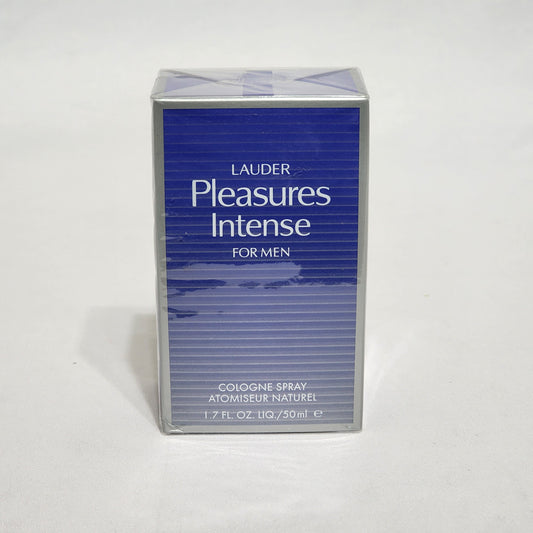 LAUDER
Pleasures
Intense
FOR MEN
COLOGNE SPRAY
ATOMISEUR NATUREL
1.7 FL. OZ. LIQ./50ml ℮